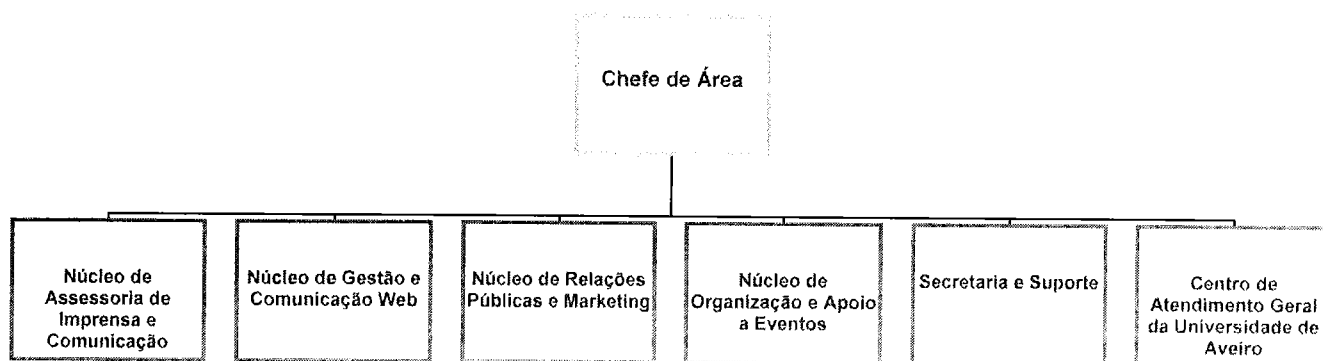 Chefe de Área
Núcleo de
Assessoria de
Imprensa e
Comunicação
Núcleo de Gestão e
Comunicação Web
Núcleo de Relações
Públicas e Marketing
Núcleo de
Organização e Apoio
a Eventos
Secretaria e Suporte
Centro de
Atendimento Geral
da Universidade de
Aveiro